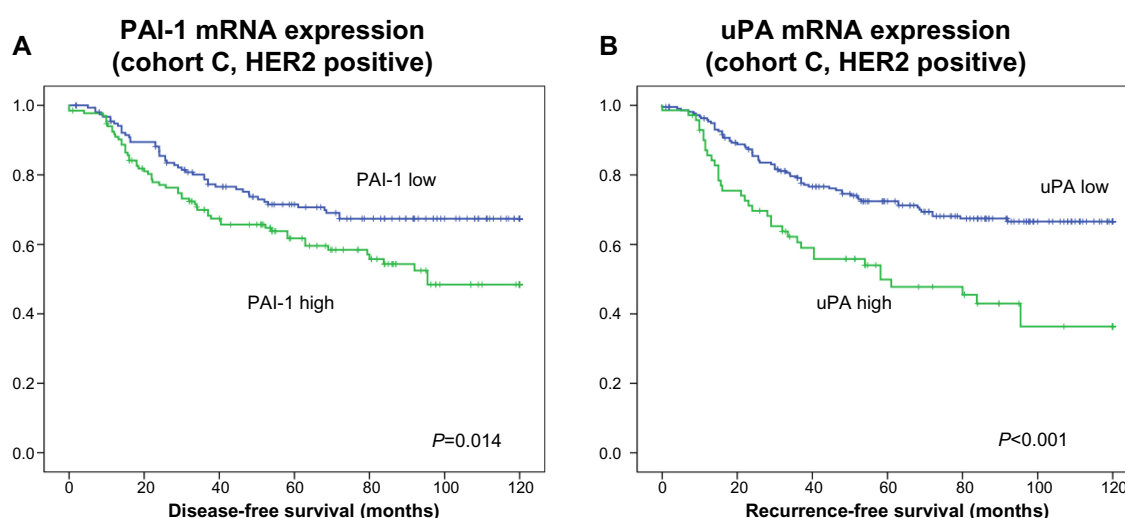 A
PAI-1 mRNA expression
(cohort C, HER2 positive)
1.0
0.8
0.6
0.4
0.2
0.0
PAI-1 low
PAI-1 high
P=0.014
0 20 40 60 80 100 120
Disease-free survival (months)
B
uPA mRNA expression
(cohort C, HER2 positive)
1.0
0.8
0.6
0.4
0.2
0.0
uPA low
uPA high
P<0.001
0 20 40 60 80 100 120
Recurrence-free survival (months)